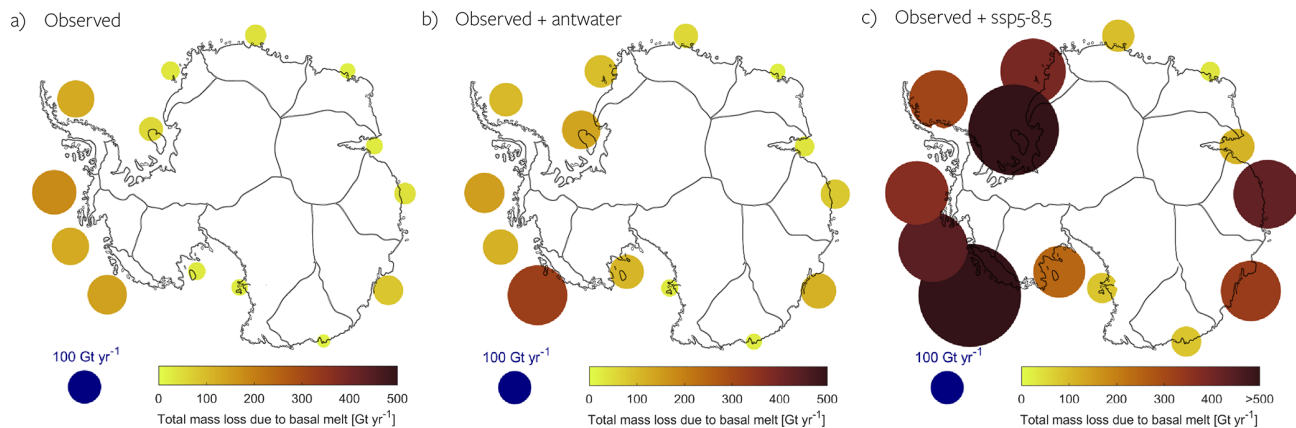 a) Observed
b) Observed + antwater
c) Observed + ssp5-8.5
100 Gt yr-1
0 100 200 300 400 500
Total mass loss due to basal melt [Gt yr-1]
100 Gt yr-1
0 100 200 300 400 500
Total mass loss due to basal melt [Gt yr-1]
100 Gt yr-1
0 100 200 300 400 >500
Total mass loss due to basal melt [Gt yr-1]